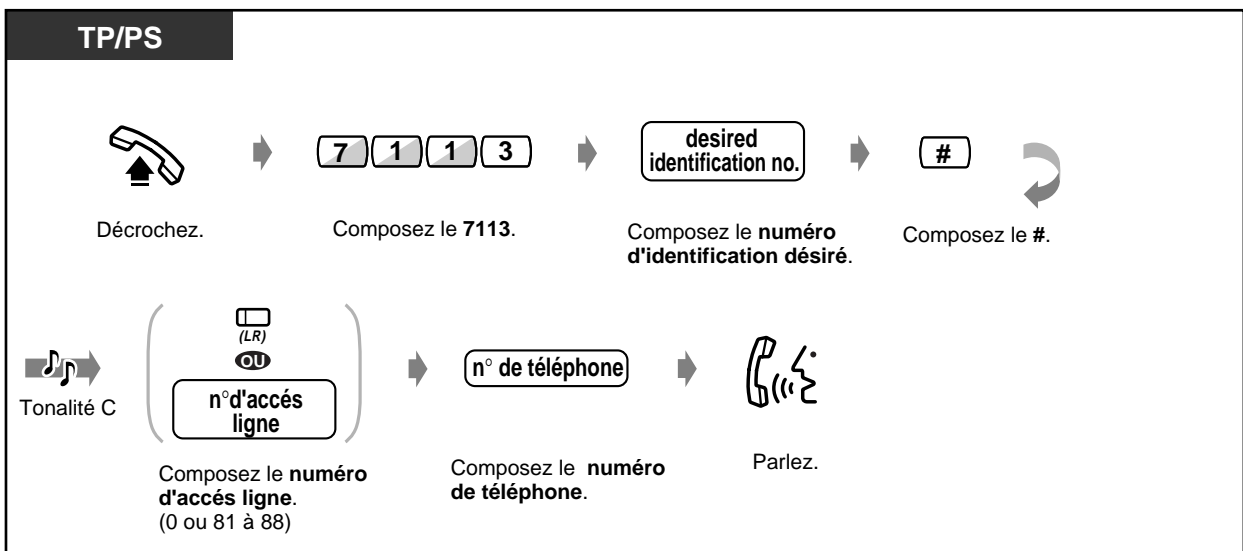 TP/PS
7 1 1 3
desired
identification no.
#
Décrochez.
Composez le 7113.
Composez le numéro
d'identification désiré.
Composez le #.
(LR)
OU
n°d'accés
ligne
n° de téléphone
Tonalité C
Composez le numéro
d'accés ligne.
(0 ou 81 à 88)
Composez le numéro
de téléphone.
Parlez.